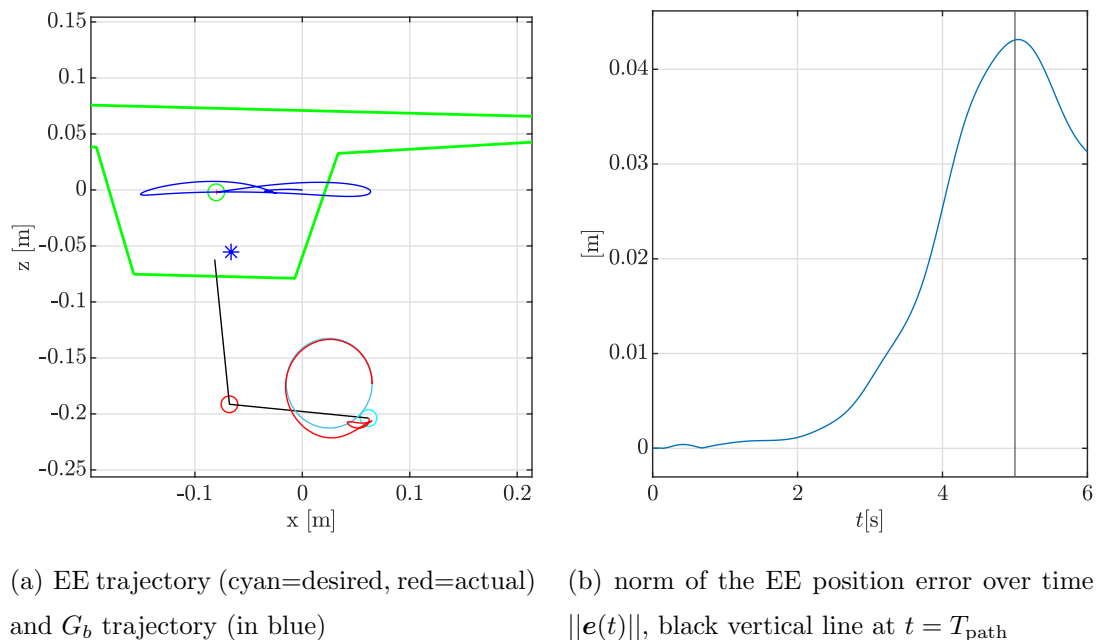 0.15
0.1
0.05
0
-0.05
-0.1
-0.15
-0.2
-0.25
z [m]
-0.1 0 0.1 0.2
x [m]
0.04
0.03
0.02
0.01
0
[m]
0 2 4 6
t[s]
(a) EE trajectory (cyan=desired, red=actual)
and G_b trajectory (in blue)
(b) norm of the EE position error over time
||e(t)||, black vertical line at t = T_path